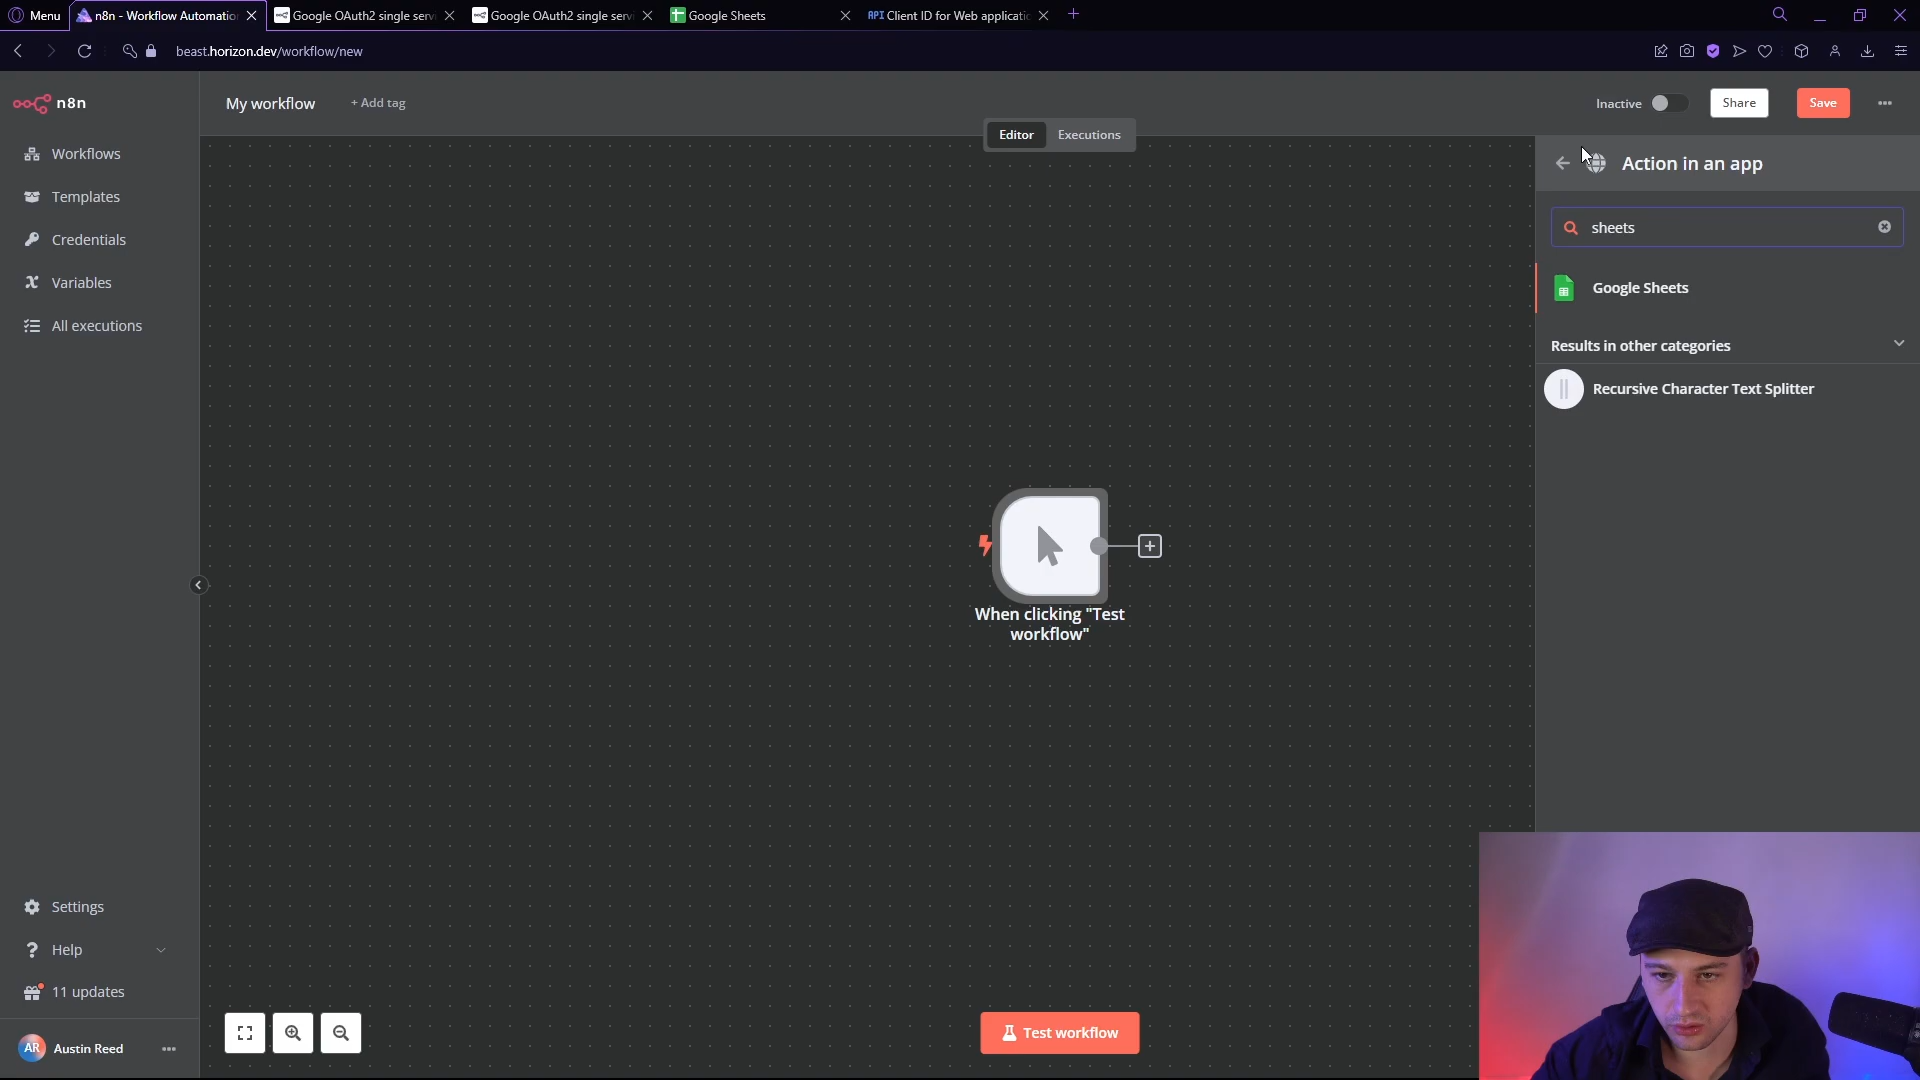 Menu
n8n - Workflow Automatio
Google OAuth2 single serv
Google OAuth2 single serv
Google Sheets
API Client ID for Web applicatio
beast.horizon.dev/workflow/new
n8n
My workflow
+ Add tag
Inactive
Share
Save
Editor
Executions
Workflows
Templates
Credentials
Variables
All executions
Action in an app
sheets
Google Sheets
Results in other categories
Recursive Character Text Splitter
When clicking "Test
workflow"
Settings
Help
11 updates
AR
Austin Reed
Test workflow